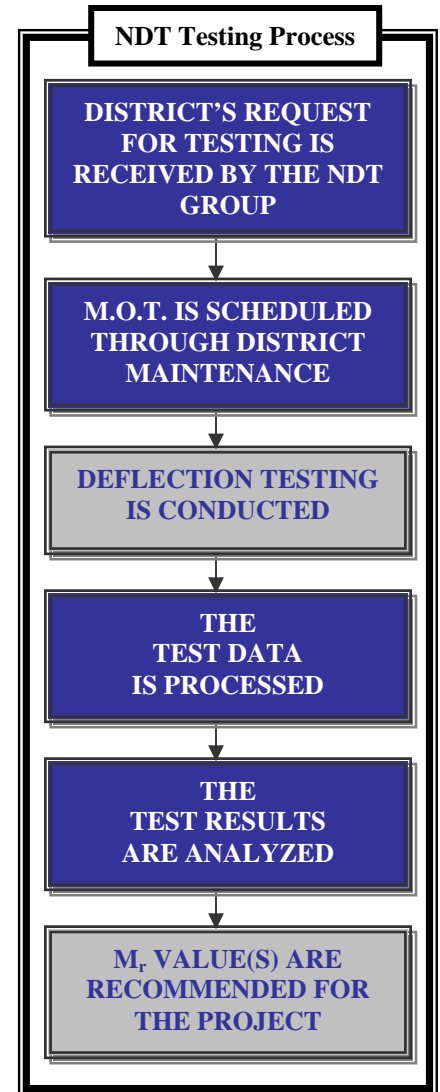 NDT Testing Process
DISTRICT'S REQUEST
FOR TESTING IS
RECEIVED BY THE NDT
GROUP
M.O.T. IS SCHEDULED
THROUGH DISTRICT
MAINTENANCE
DEFLECTION TESTING
IS CONDUCTED
THE
TEST DATA
IS PROCESSED
THE
TEST RESULTS
ARE ANALYZED
Mr VALUE(S) ARE
RECOMMENDED FOR
THE PROJECT